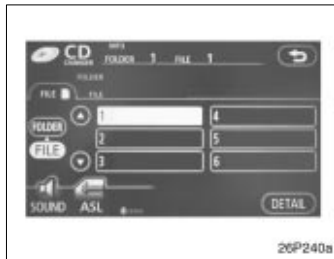 CD MP3 FOLDER 1 FILE 1
CHANGER
FOLDER
FILE FILE
1 4
FOLDER
2 5
FILE
3 6
SOUND ASL
DETAIL
26P240a